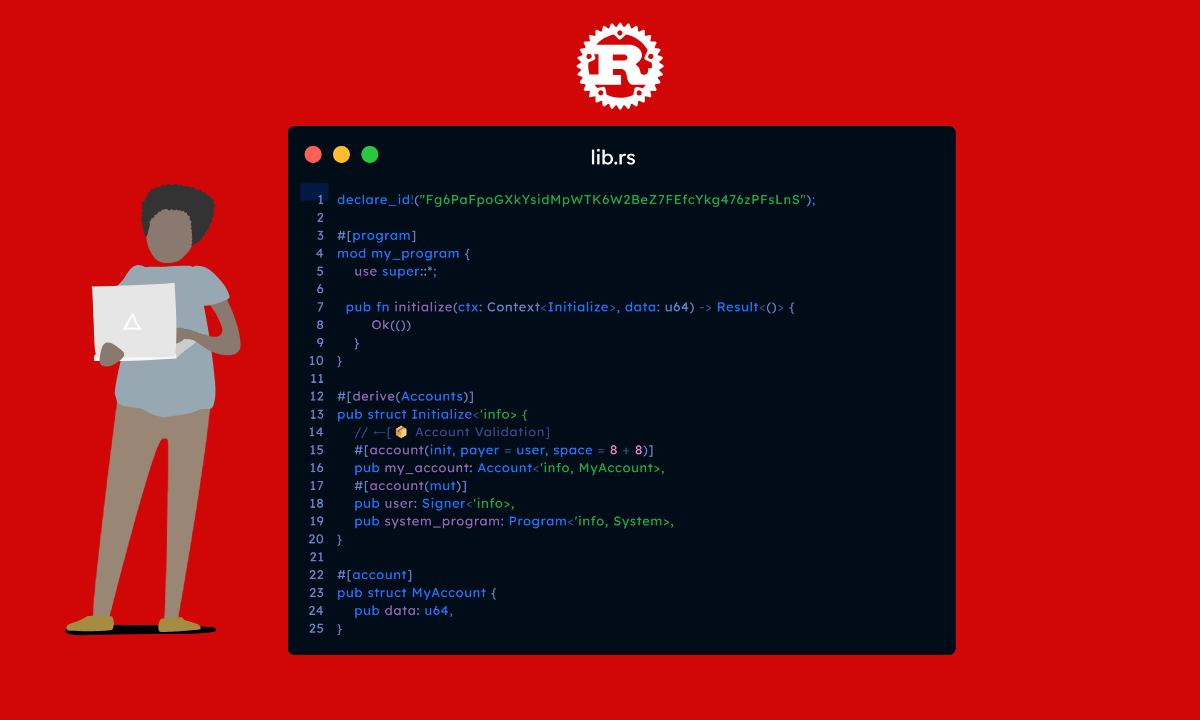 R
lib.rs
1 declare_id!("Fg6PaFpoGXkYsidMpWTK6W2BeZ7FEfcYkg476zPFsLnS");
2
3 #[program]
4 mod my_program {
5 use super::*;
6
7 pub fn initialize(ctx: Context<Initialize>, data: u64) -> Result<()> {
8 Ok(())
9 }
10 }
11
12 #[derive(Accounts)]
13 pub struct Initialize<'info> {
14 // ←[📦 Account Validation]
15 #[account(init, payer = user, space = 8 + 8)]
16 pub my_account: Account<'info, MyAccount>,
17 #[account(mut)]
18 pub user: Signer<'info>,
19 pub system_program: Program<'info, System>,
20 }
21
22 #[account]
23 pub struct MyAccount {
24 pub data: u64,
25 }